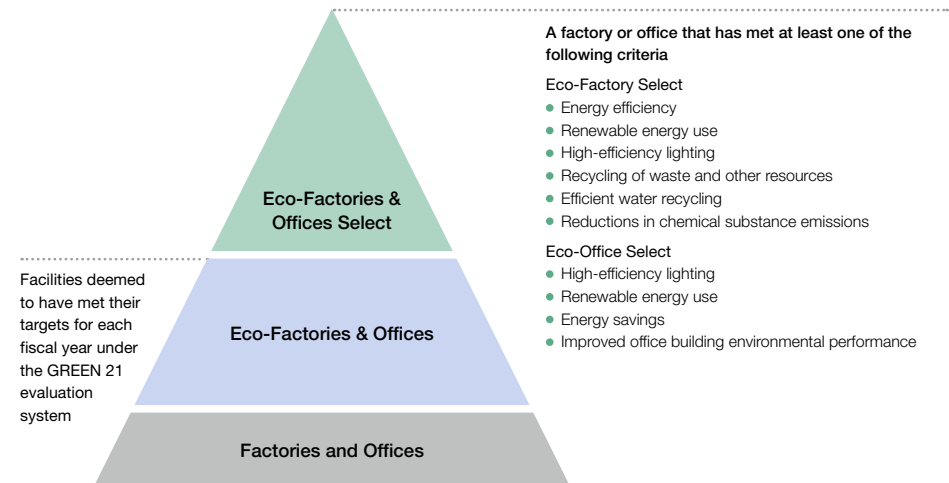 A factory or office that has met at least one of the
following criteria
Eco-Factory Select
● Energy efficiency
● Renewable energy use
● High-efficiency lighting
● Recycling of waste and other resources
● Efficient water recycling
● Reductions in chemical substance emissions
Eco-Office Select
● High-efficiency lighting
● Renewable energy use
● Energy savings
● Improved office building environmental performance
Eco-Factories &
Offices Select
Facilities deemed
to have met their
targets for each
fiscal year under
the GREEN 21
evaluation
system
Eco-Factories & Offices
Factories and Offices